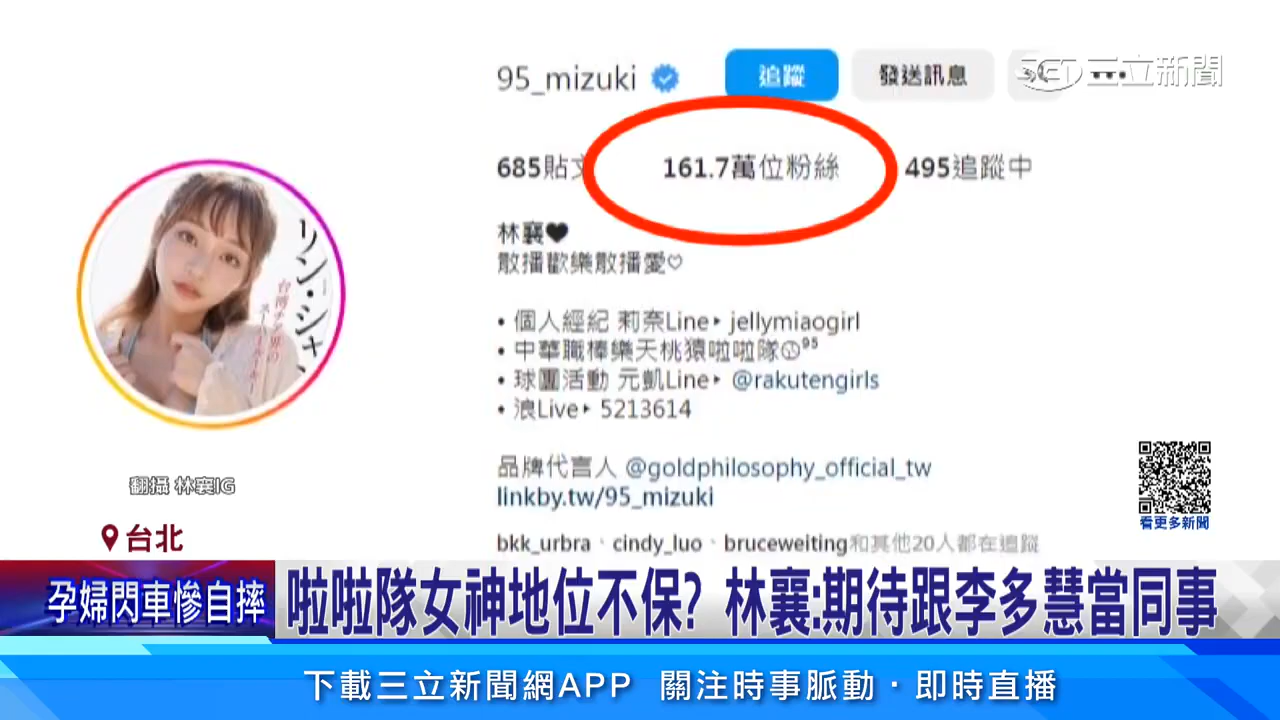 95_mizuki 追蹤 發送訊息
SET 三立新聞
685貼文 161.7萬位粉絲 495追蹤中
林襄🖤
散播歡樂散播愛♡
• 個人經紀 莉奈Line▸ jellymiaogirl
• 中華職棒樂天桃猿啦啦隊⚾95
• 球團活動 元凱Line▸ @rakutengirls
• 浪Live▸ 5213614
品牌代言人 @goldphilosophy_official_tw
linkby.tw/95_mizuki
bkk_urbra、cindy_luo、bruceweiting和其他20人都在追蹤
リン・シャン
翻攝 林襄IG
台北
看更多新聞
孕婦閃車慘自摔
啦啦隊女神地位不保? 林襄:期待跟李多慧當同事
下載三立新聞網APP 關注時事脈動・即時直播